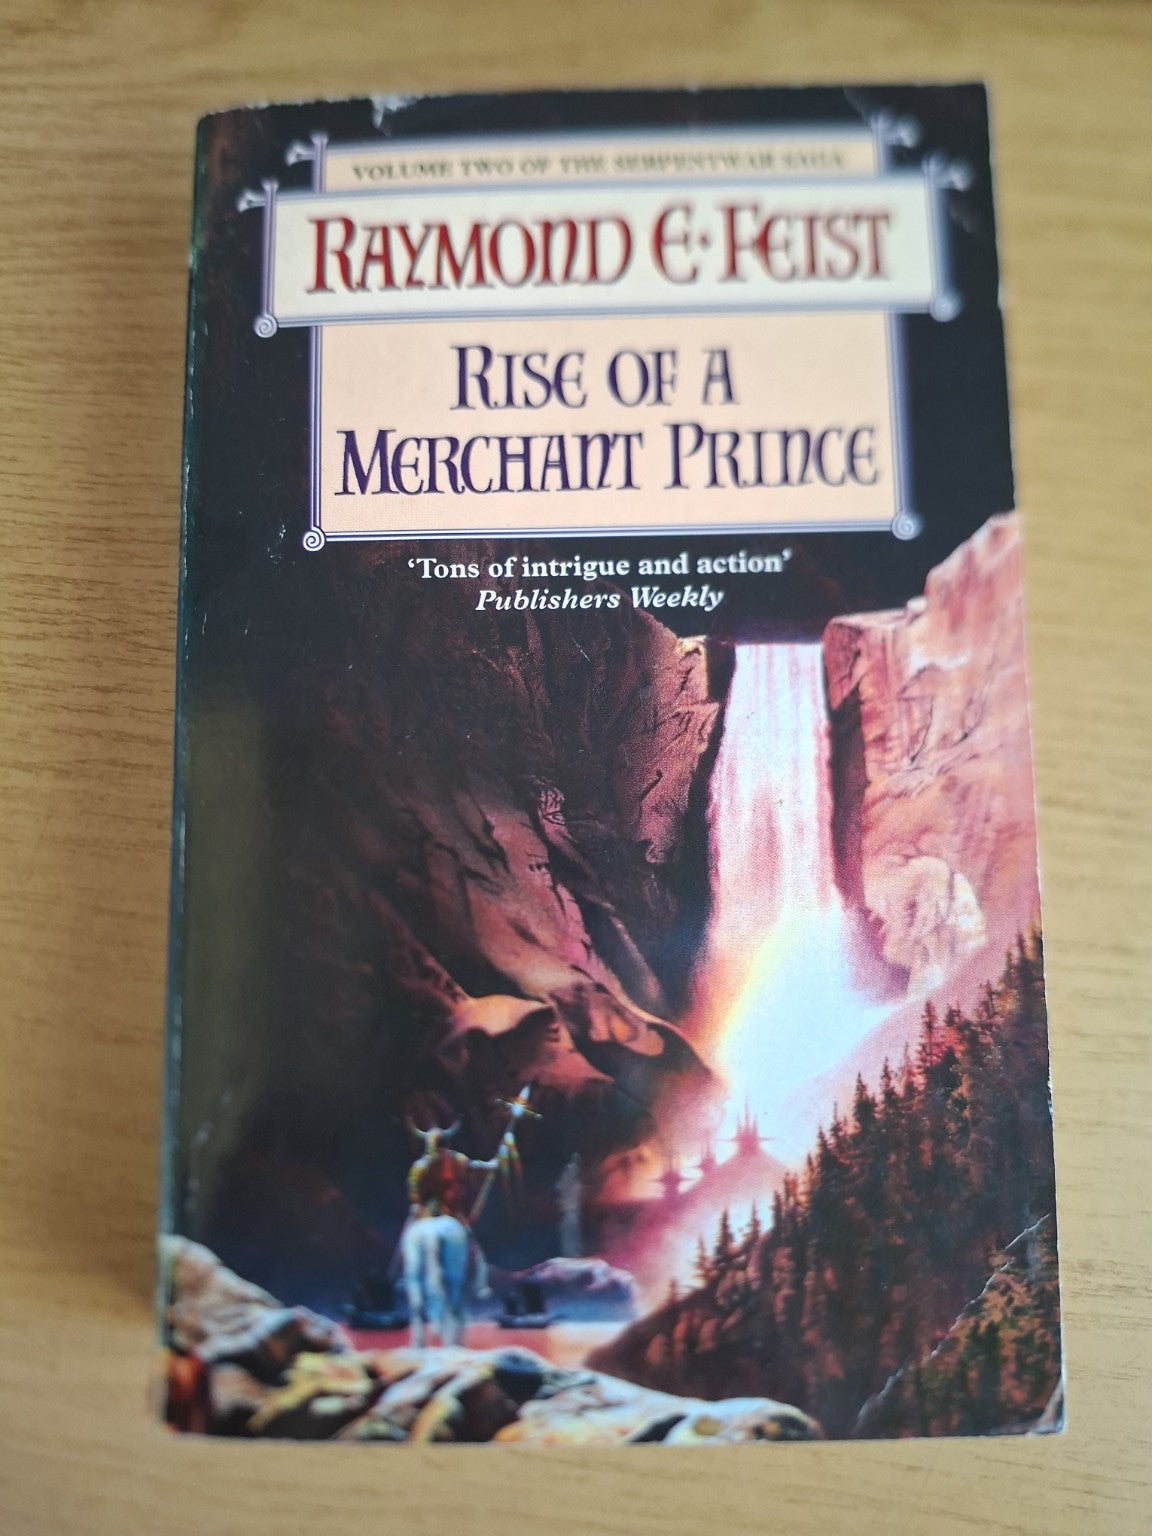 VOLUME TWO OF THE SERPENTWAR SAGA
RAYMOND E·FEIST
RISE OF A
MERCHANT PRINCE
‘Tons of intrigue and action’
Publishers Weekly